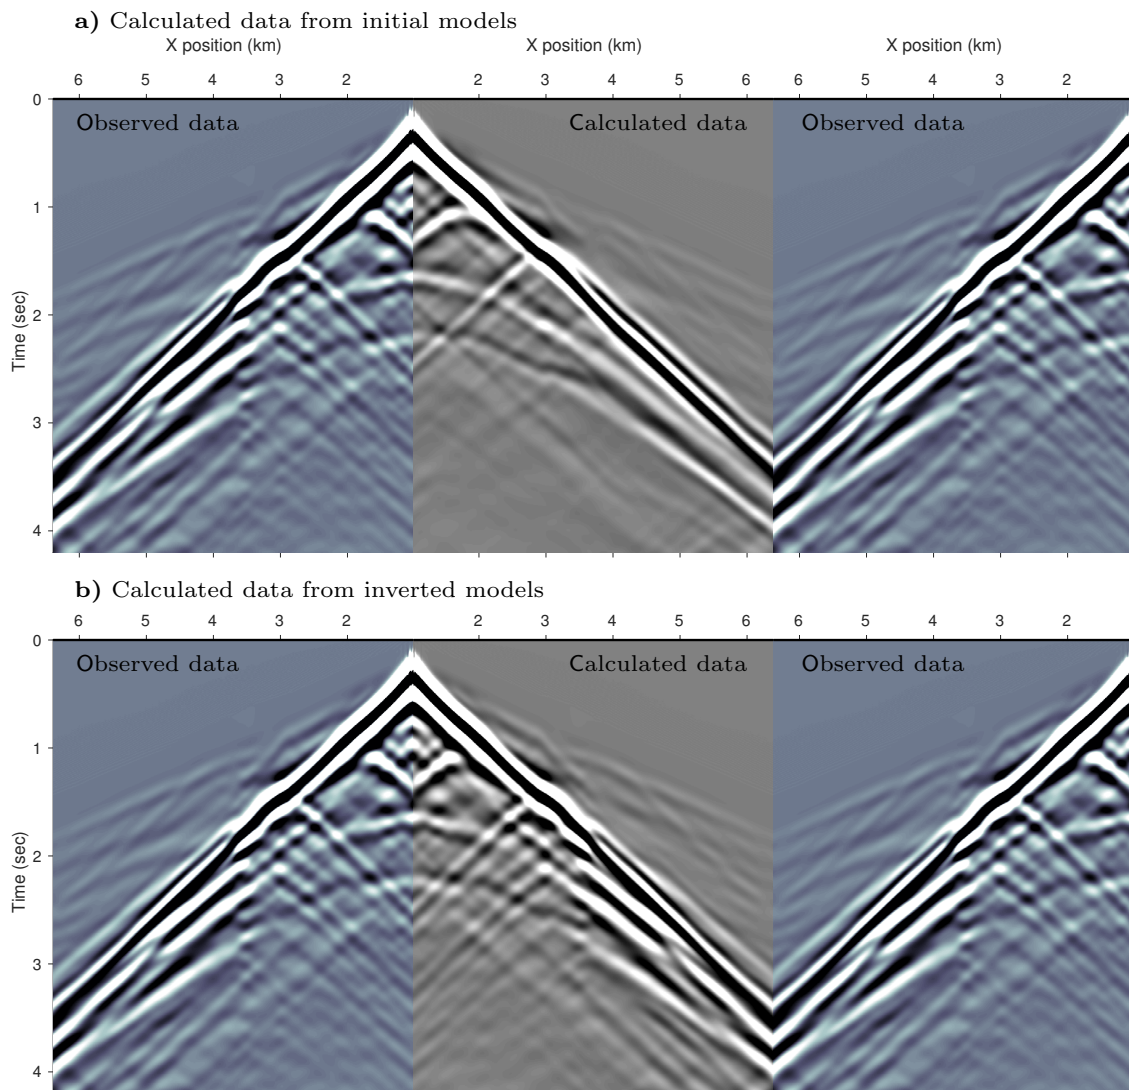 a) Calculated data from initial models
X position (km) X position (km) X position (km)
6 5 4 3 2 2 3 4 5 6 6 5 4 3 2
0
Observed data Calculated data Observed data
1
2
Time (sec)
3
4
b) Calculated data from inverted models
6 5 4 3 2 2 3 4 5 6 6 5 4 3 2
0
Observed data Calculated data Observed data
1
2
Time (sec)
3
4